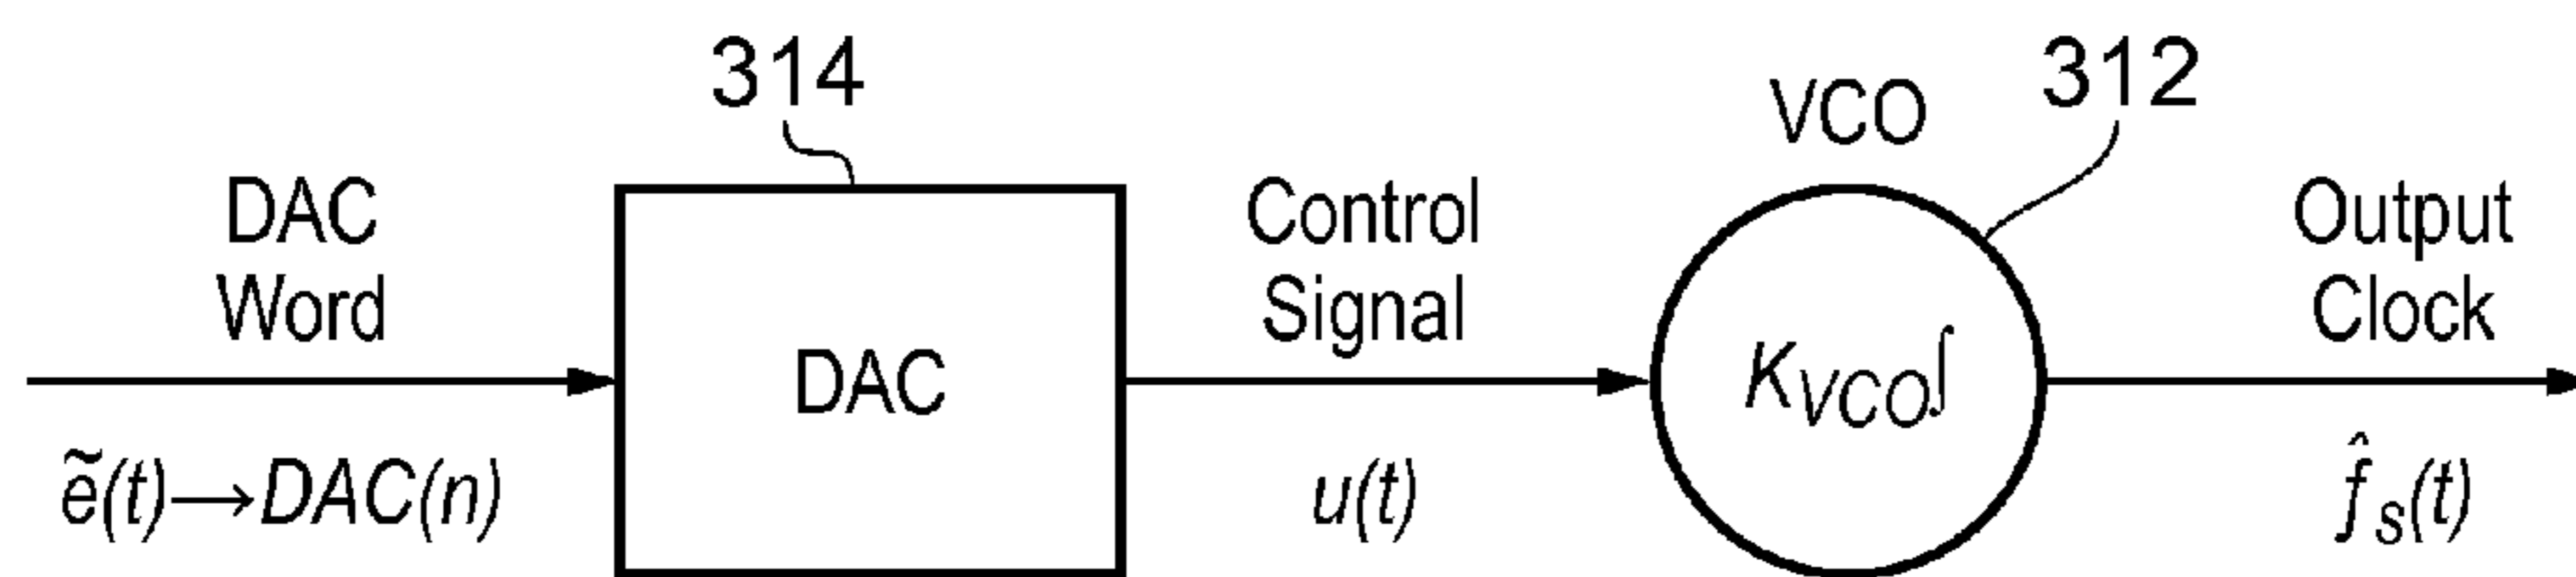 314
VCO
312
DAC
Word
Control
Signal
Output
Clock
DAC
K_VCO∫
ẽ(t)→DAC(n)
u(t)
f̂_s(t)